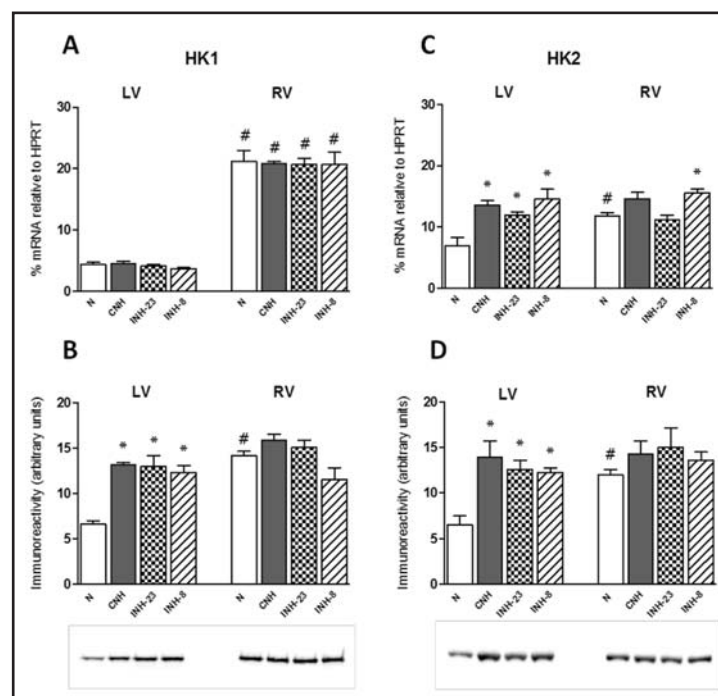 A
HK1
LV
RV
% mRNA relative to HPRT
30
20
10
0
# # # #
N CNH INH-23 INH-8 N CNH INH-23 INH-8
B
LV
RV
Immunoreactivity (arbitrary units)
20
15
10
5
0
* * * #
N CNH INH-23 INH-8 N CNH INH-23 INH-8
C
HK2
LV
RV
% mRNA relative to HPRT
30
20
10
0
* * * # *
N CNH INH-23 INH-8 N CNH INH-23 INH-8
D
LV
RV
Immunoreactivity (arbitrary units)
20
15
10
5
0
* * * #
N CNH INH-23 INH-8 N CNH INH-23 INH-8